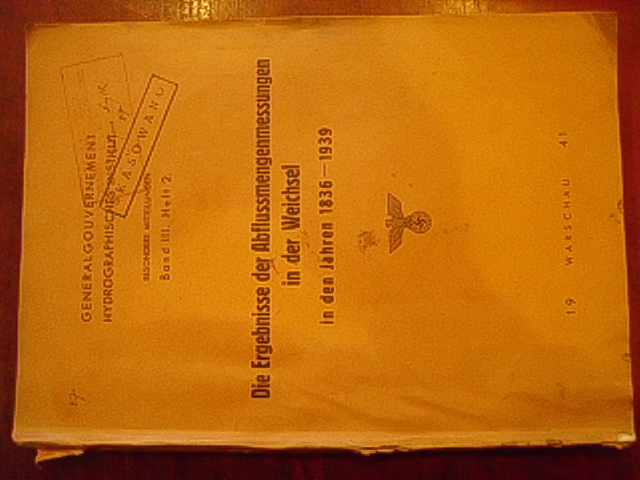 GENERALGOUVERNEMENT
HYDROGRAPHISCHES INSTITUT
BESONDERE MITTEILUNGEN
Band III. Heft 2.
Die Ergebnisse der Abflussmengenmessungen
in der Weichsel
in den Jahren 1836—1939
19 WARSCHAU 41